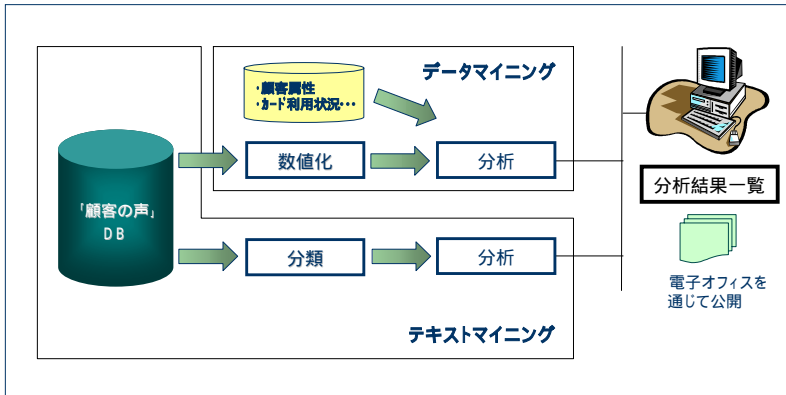 データマイニング
・顧客属性
・カード利用状況・・・
数値化
分析
「顧客の声」
DB
分類
分析
テキストマイニング
分析結果一覧
電子オフィスを
通じて公開